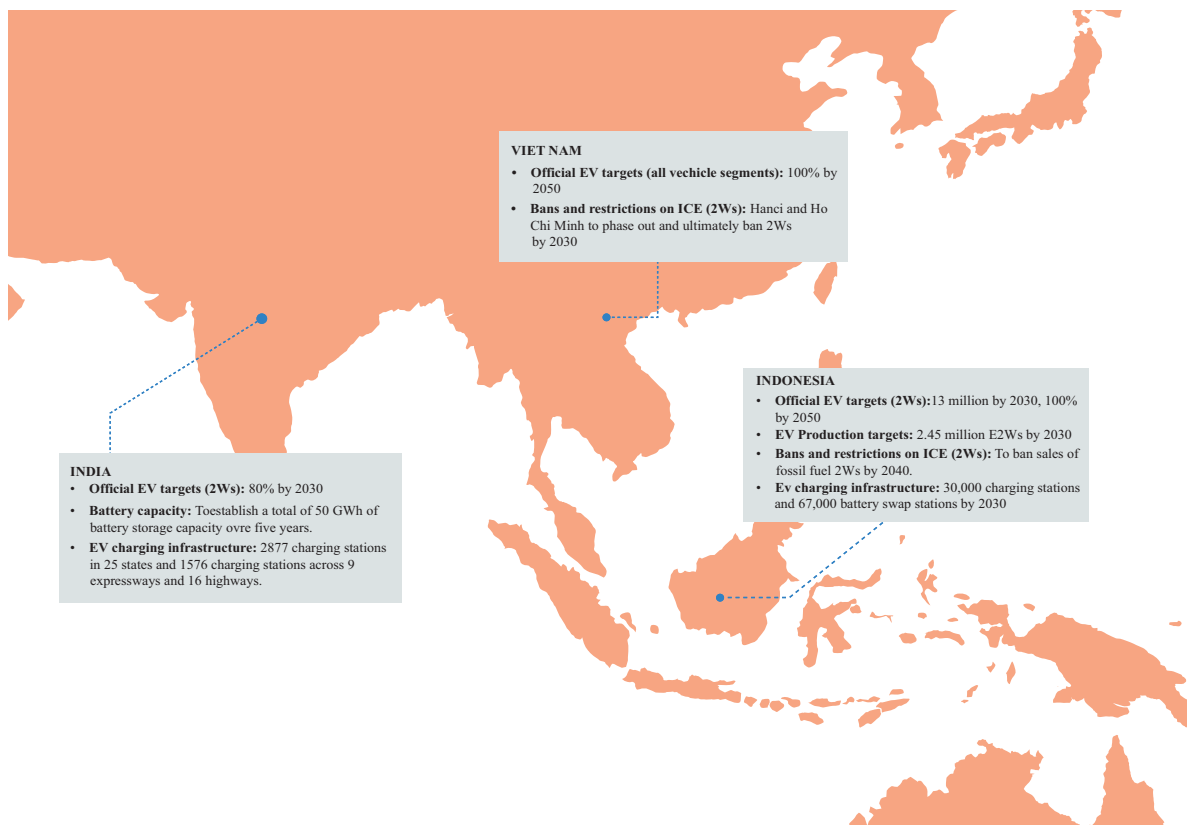 VIET NAM
• Official EV targets (all vechicle segments): 100% by
2050
• Bans and restrictions on ICE (2Ws): Hanci and Ho
Chi Minh to phase out and ultimately ban 2Ws
by 2030
INDONESIA
• Official EV targets (2Ws):13 million by 2030, 100%
by 2050
• EV Production targets: 2.45 million E2Ws by 2030
• Bans and restrictions on ICE (2Ws): To ban sales of
fossil fuel 2Ws by 2040.
• Ev charging infrastructure: 30,000 charging stations
and 67,000 battery swap stations by 2030
INDIA
• Official EV targets (2Ws): 80% by 2030
• Battery capacity: Toestablish a total of 50 GWh of
battery storage capacity ovre five years.
• EV charging infrastructure: 2877 charging stations
in 25 states and 1576 charging stations across 9
expressways and 16 highways.